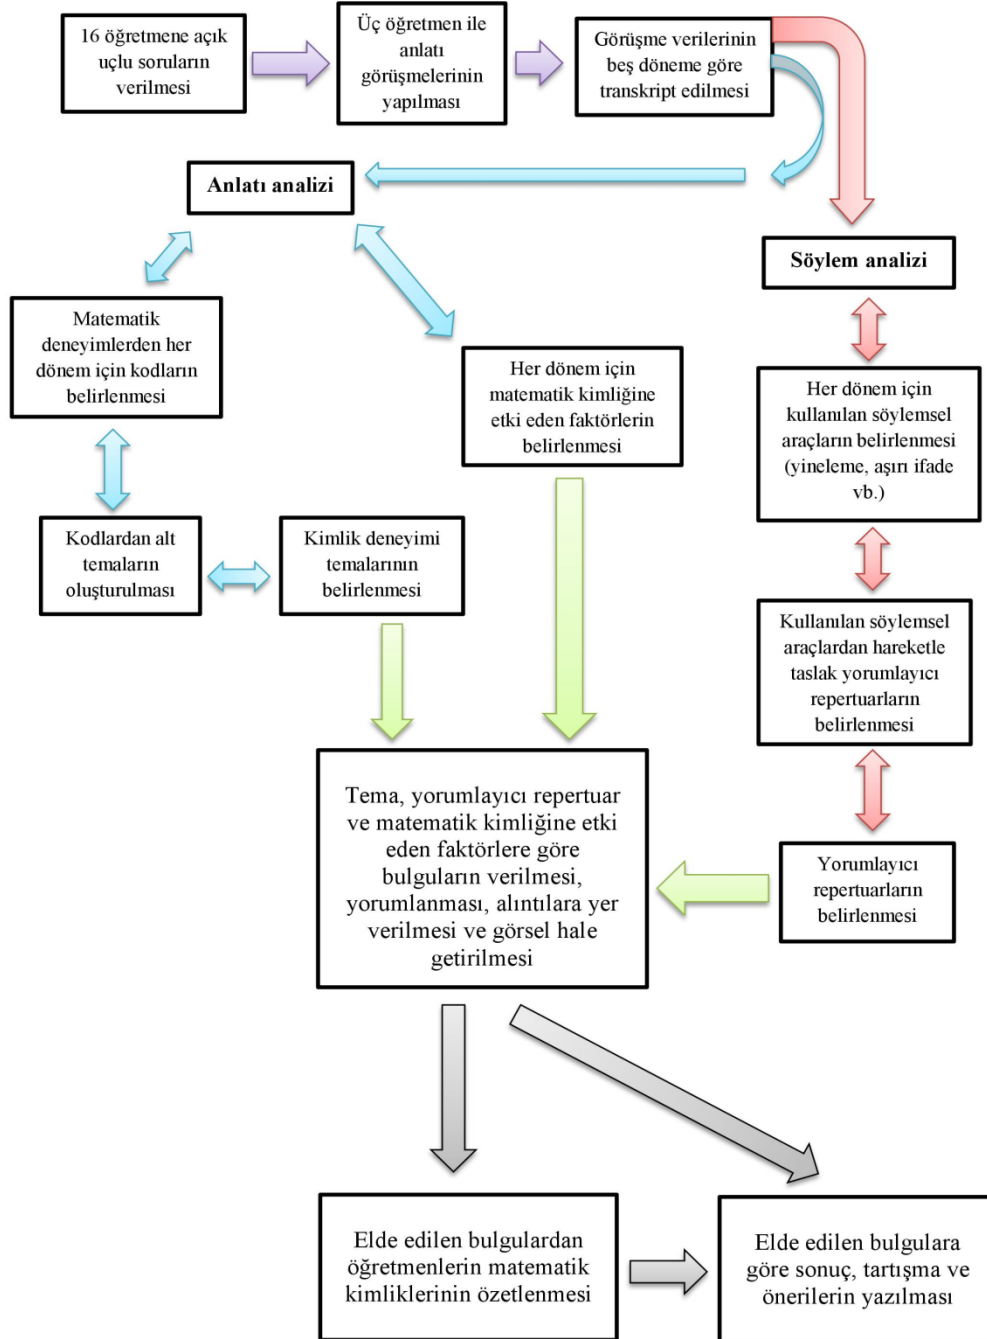 16 öğretmene açık
uçlu soruların
verilmesi
Üç öğretmen ile
anlatı
görüşmelerinin
yapılması
Görüşme verilerinin
beş döneme göre
transkript edilmesi
Anlatı analizi
Söylem analizi
Matematik
deneyimlerden her
dönem için kodların
belirlenmesi
Her dönem için
matematik kimliğine
etki eden faktörlerin
belirlenmesi
Her dönem için
kullanılan söylemsel
araçların belirlenmesi
(yineleme, aşırı ifade
vb.)
Kodlardan alt
temaların
oluşturulması
Kimlik deneyimi
temalarının
belirlenmesi
Kullanılan söylemsel
araçlardan hareketle
taslak yorumlayıcı
repertuarların
belirlenmesi
Tema, yorumlayıcı repertuar
ve matematik kimliğine etki
eden faktörlere göre
bulguların verilmesi,
yorumlanması, alıntılara yer
verilmesi ve görsel hale
getirilmesi
Yorumlayıcı
repertuarların
belirlenmesi
Elde edilen bulgulardan
öğretmenlerin matematik
kimliklerinin özetlenmesi
Elde edilen bulgulara
göre sonuç, tartışma ve
önerilerin yazılması